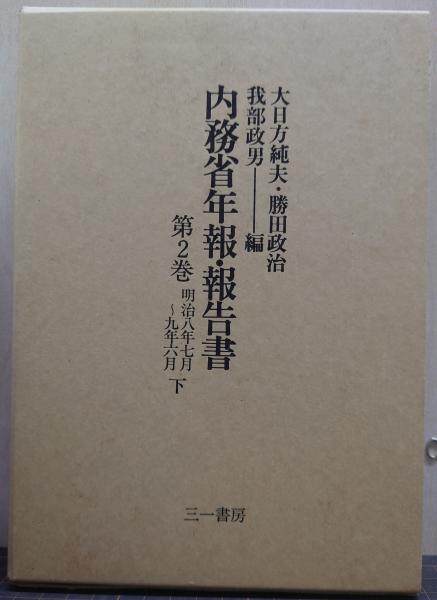 大日方純夫・勝田政治
我部政男――編
内務省年報・報告書
第2巻 明治八年七月
～九年六月 下
三一書房